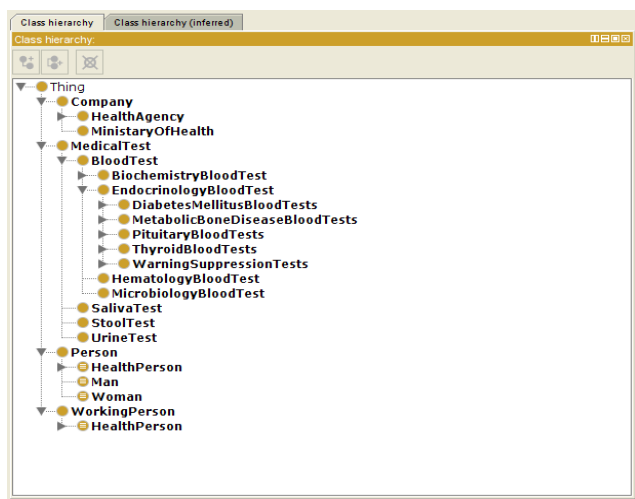 Class hierarchy Class hierarchy (inferred)
Class hierarchy:
Thing
Company
HealthAgency
MinistaryOfHealth
MedicalTest
BloodTest
BiochemistryBloodTest
EndocrinologyBloodTest
DiabetesMellitusBloodTests
MetabolicBoneDiseaseBloodTests
PituitaryBloodTests
ThyroidBloodTests
WarningSuppressionTests
HematologyBloodTest
MicrobiologyBloodTest
SalivaTest
StoolTest
UrineTest
Person
HealthPerson
Man
Woman
WorkingPerson
HealthPerson